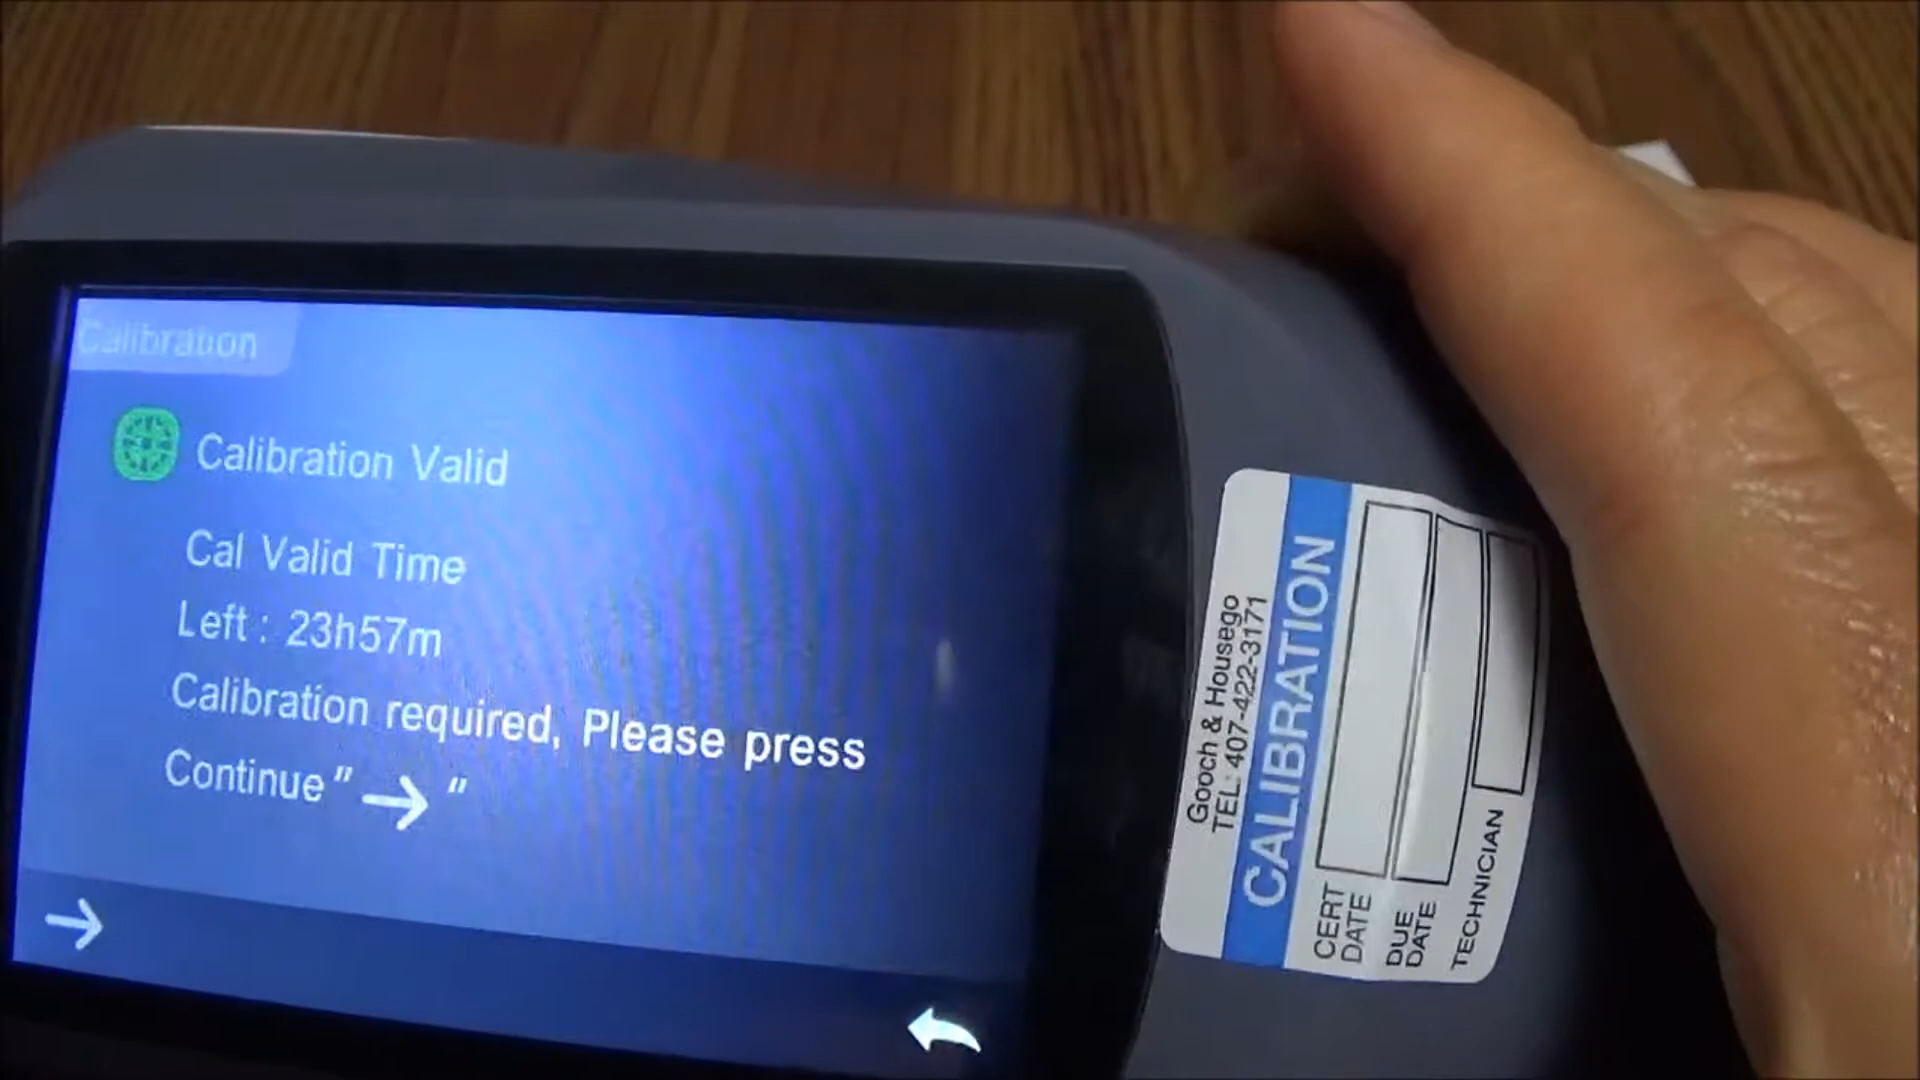 Calibration
Calibration Valid
Cal Valid Time
Left : 23h57m
Calibration required, Please press
Continue" → "
Gooch & Housego
TEL: 407-422-3171
CALIBRATION
CERT
DATE
DUE
DATE
TECHNICIAN